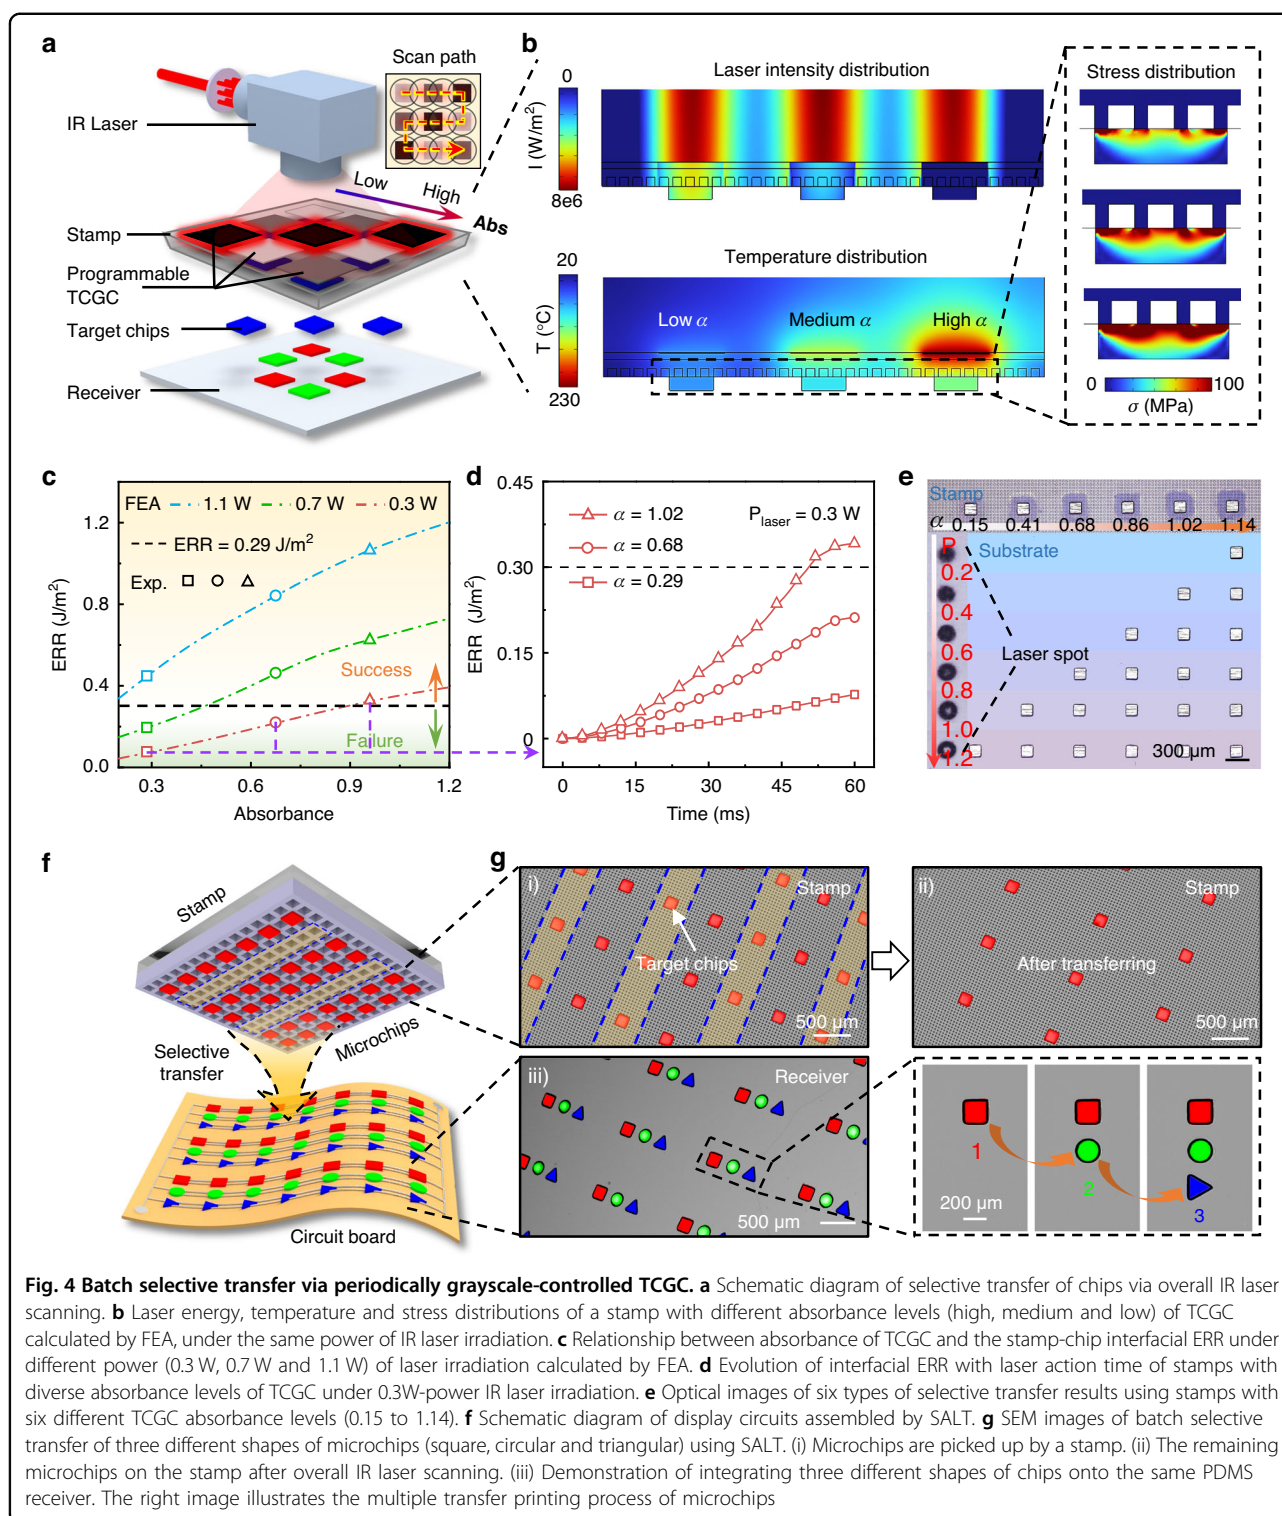 a
Scan path
IR Laser
Low
High
Abs
Stamp
Programmable
TCGC
Target chips
Receiver
b
Laser intensity distribution
0
I (W/m²)
8e6
Temperature distribution
20
T (°C)
230
Low α
Medium α
High α
Stress distribution
0
100
σ (MPa)
c
FEA
1.1 W
0.7 W
0.3 W
ERR = 0.29 J/m²
Exp.
1.2
0.8
0.4
0.0
ERR (J/m²)
Success
Failure
0.3
0.6
0.9
1.2
Absorbance
d
0.45
0.30
0.15
0
ERR (J/m²)
α = 1.02
α = 0.68
α = 0.29
P laser = 0.3 W
0
15
30
45
60
Time (ms)
e
Stamp
α
0.15
0.41
0.68
0.86
1.02
1.14
P
Substrate
0.2
0.4
0.6
0.8
1.0
1.2
Laser spot
300 µm
f
Stamp
Microchips
Selective
transfer
Circuit board
g
i)
Stamp
Target chips
500 µm
ii)
Stamp
After transferring
500 µm
iii)
Receiver
500 µm
1
200 µm
2
3
Fig. 4 Batch selective transfer via periodically grayscale-controlled TCGC. a Schematic diagram of selective transfer of chips via overall IR laser
scanning. b Laser energy, temperature and stress distributions of a stamp with different absorbance levels (high, medium and low) of TCGC
calculated by FEA, under the same power of IR laser irradiation. c Relationship between absorbance of TCGC and the stamp-chip interfacial ERR under
different power (0.3 W, 0.7 W and 1.1 W) of laser irradiation calculated by FEA. d Evolution of interfacial ERR with laser action time of stamps with
diverse absorbance levels of TCGC under 0.3W-power IR laser irradiation. e Optical images of six types of selective transfer results using stamps with
six different TCGC absorbance levels (0.15 to 1.14). f Schematic diagram of display circuits assembled by SALT. g SEM images of batch selective
transfer of three different shapes of microchips (square, circular and triangular) using SALT. (i) Microchips are picked up by a stamp. (ii) The remaining
microchips on the stamp after overall IR laser scanning. (iii) Demonstration of integrating three different shapes of chips onto the same PDMS
receiver. The right image illustrates the multiple transfer printing process of microchips